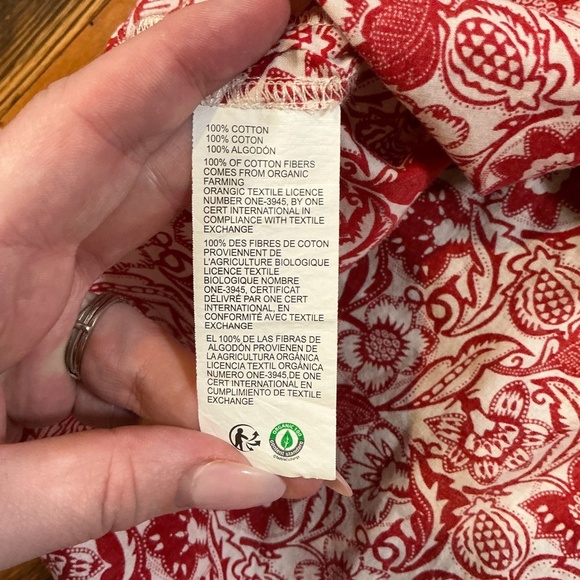 100% COTTON
100% COTON
100% ALGODÓN
100% OF COTTON FIBERS
COMES FROM ORGANIC
FARMING
ORANGIC TEXTILE LICENCE
NUMBER ONE-3945, BY ONE
CERT INTERNATIONAL IN
COMPLIANCE WITH TEXTILE
EXCHANGE
100% DES FIBRES DE COTON
PROVIENNENT DE
L'AGRICULTURE BIOLOGIQUE
LICENCE TEXTILE
BIOLOGIQUE NOMBRE
ONE-3945, CERTIFICAT
DÉLIVRÉ PAR ONE CERT
INTERNATIONAL, EN
CONFORMITÉ AVEC TEXTILE
EXCHANGE
EL 100% DE LAS FIBRAS DE
ALGODÓN PROVIENEN DE
LA AGRICULTURA ORGÁNICA
LICENCIA TEXTIL ORGÁNICA
NUMERO ONE-3945,DE ONE
CERT INTERNATIONAL EN
CUMPLIMIENTO DE TEXTILE
EXCHANGE
ORGANIC 100
content standard